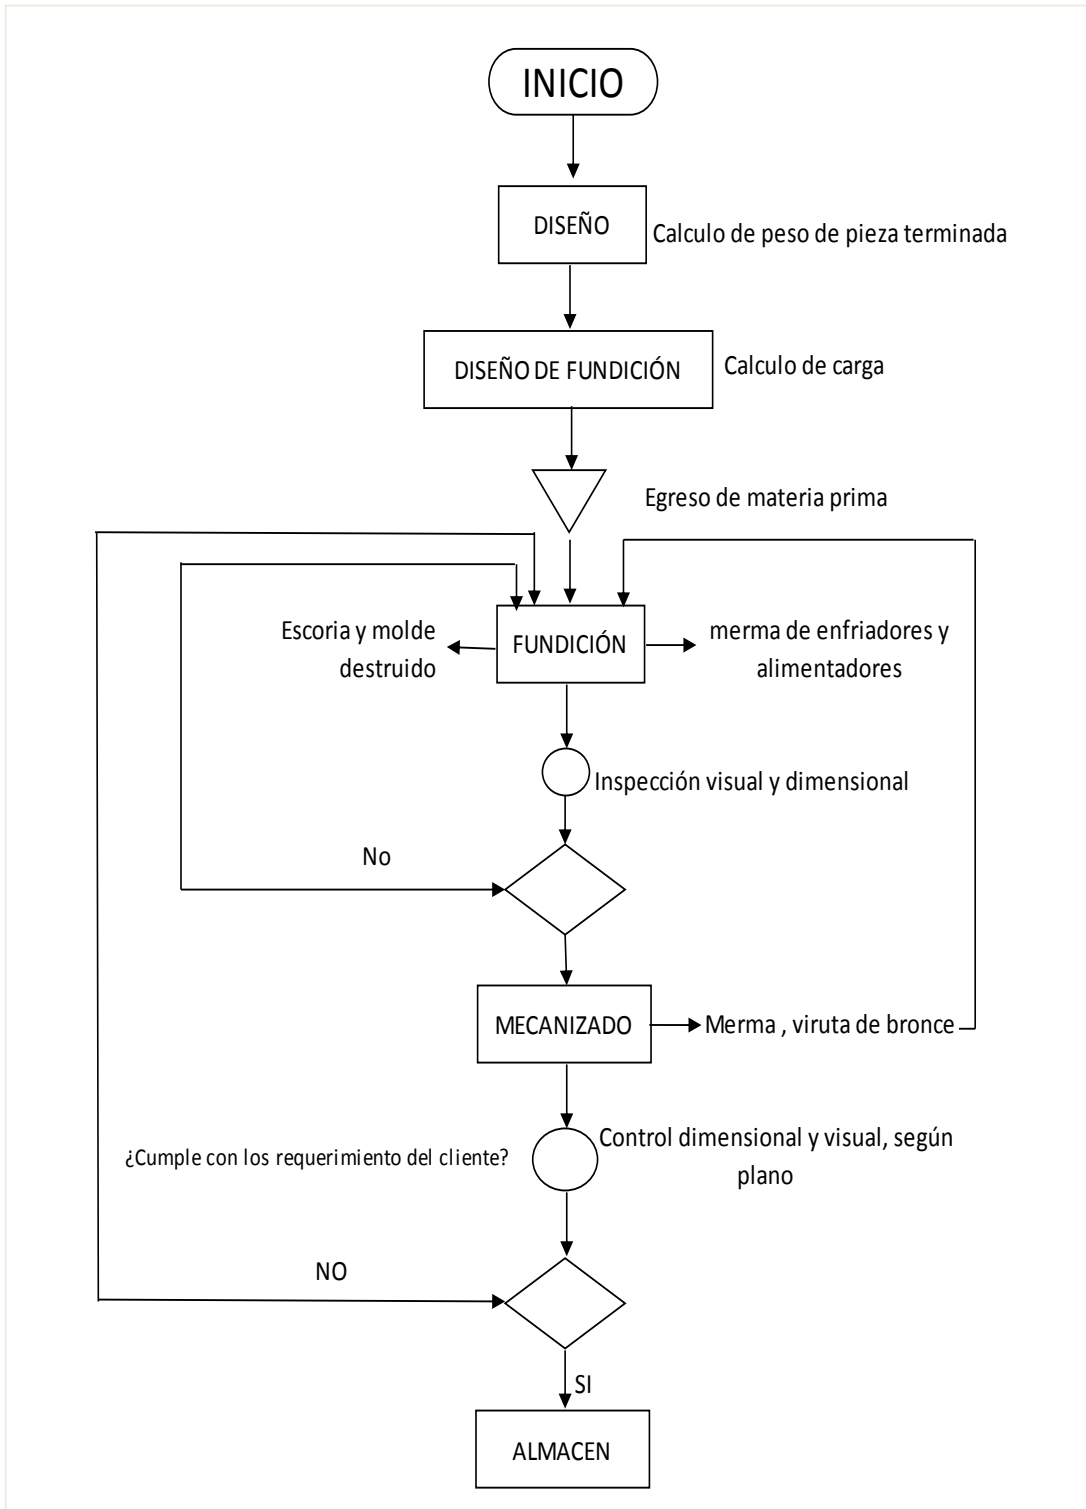 INICIO
DISEÑO
Calculo de peso de pieza terminada
DISEÑO DE FUNDICIÓN
Calculo de carga
Egreso de materia prima
Escoria y molde
destruido
FUNDICIÓN
merma de enfriadores y
alimentadores
Inspección visual y dimensional
No
MECANIZADO
Merma , viruta de bronce
¿Cumple con los requerimiento del cliente?
Control dimensional y visual, según
plano
NO
SI
ALMACEN